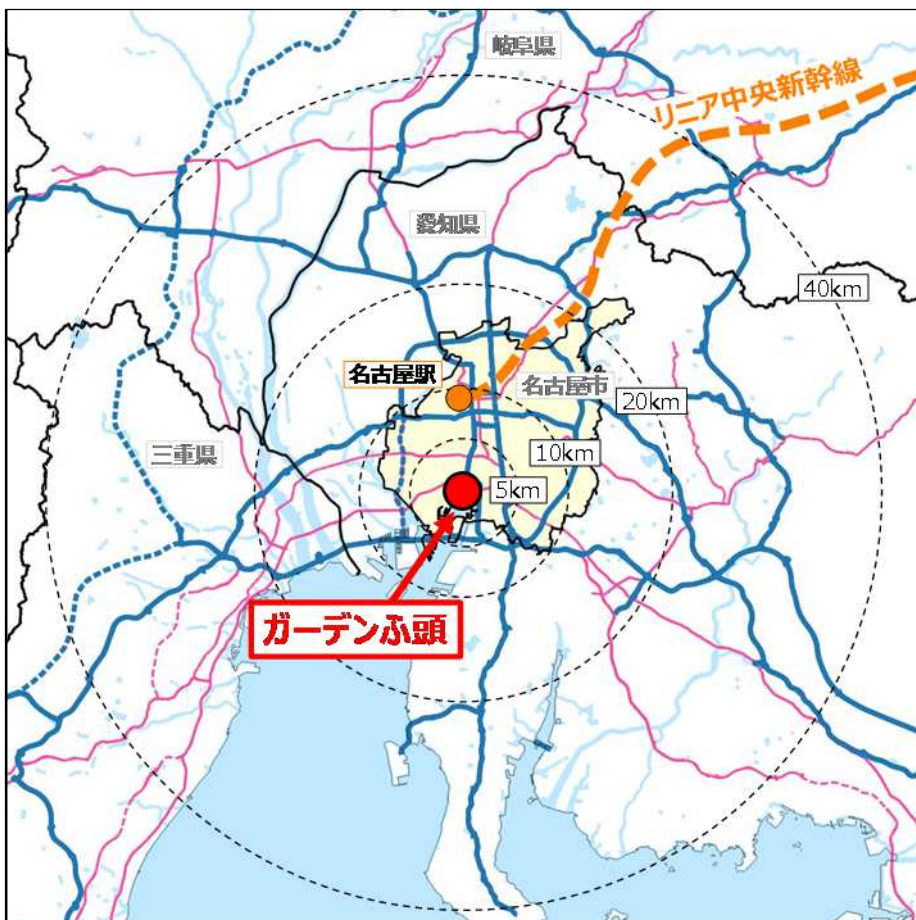 岐阜県
リニア中央新幹線
愛知県
40km
名古屋駅
名古屋市
20km
三重県
10km
5km
ガーデンふ頭